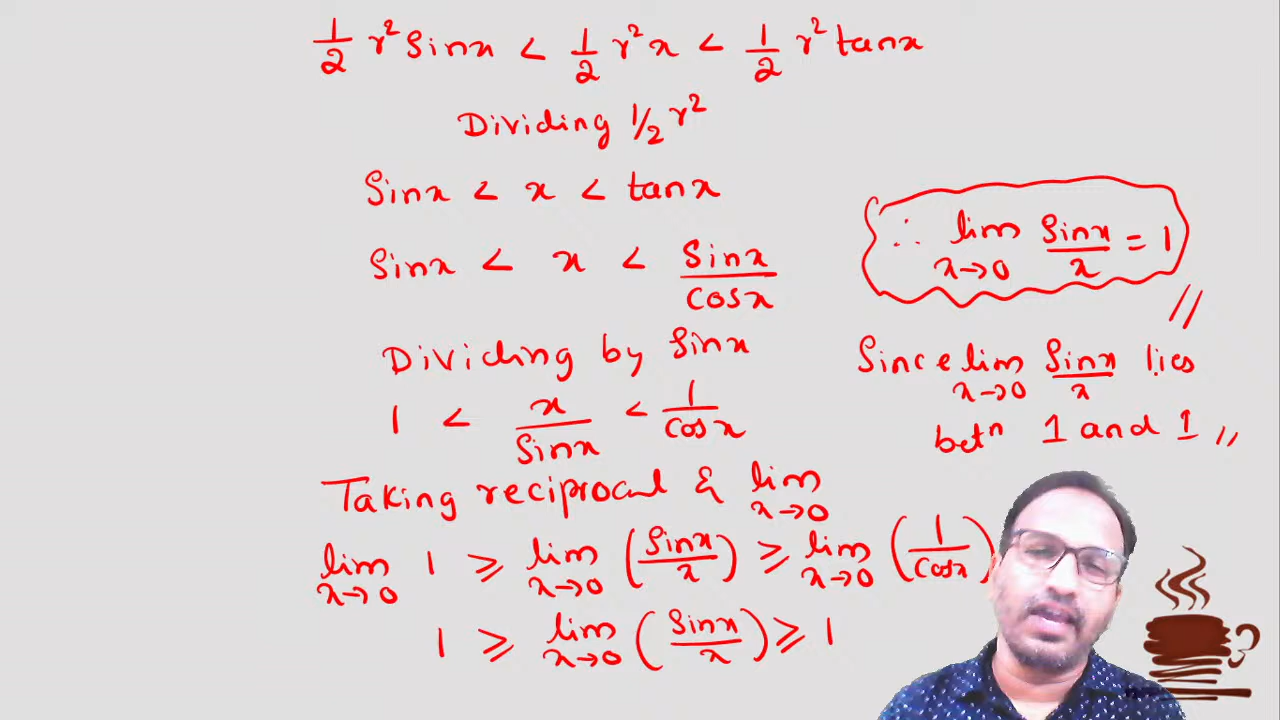 1/2 r² Sinx < 1/2 r² x < 1/2 r² tanx
Dividing 1/2 r²
Sinx < x < tanx
Sinx < x < Sinx/Cosx
Dividing by Sinx
1 < x/Sinx < 1/Cosx
Taking reciprocal & lim x→0
lim x→0 1 ⩾ lim x→0 (Sinx/x) ⩾ lim x→0 (1/Cosx)
1 ⩾ lim x→0 (Sinx/x) ⩾ 1
∴ lim x→0 Sinx/x = 1 //
Since lim x→0 Sinx/x lies
betⁿ 1 and 1 //